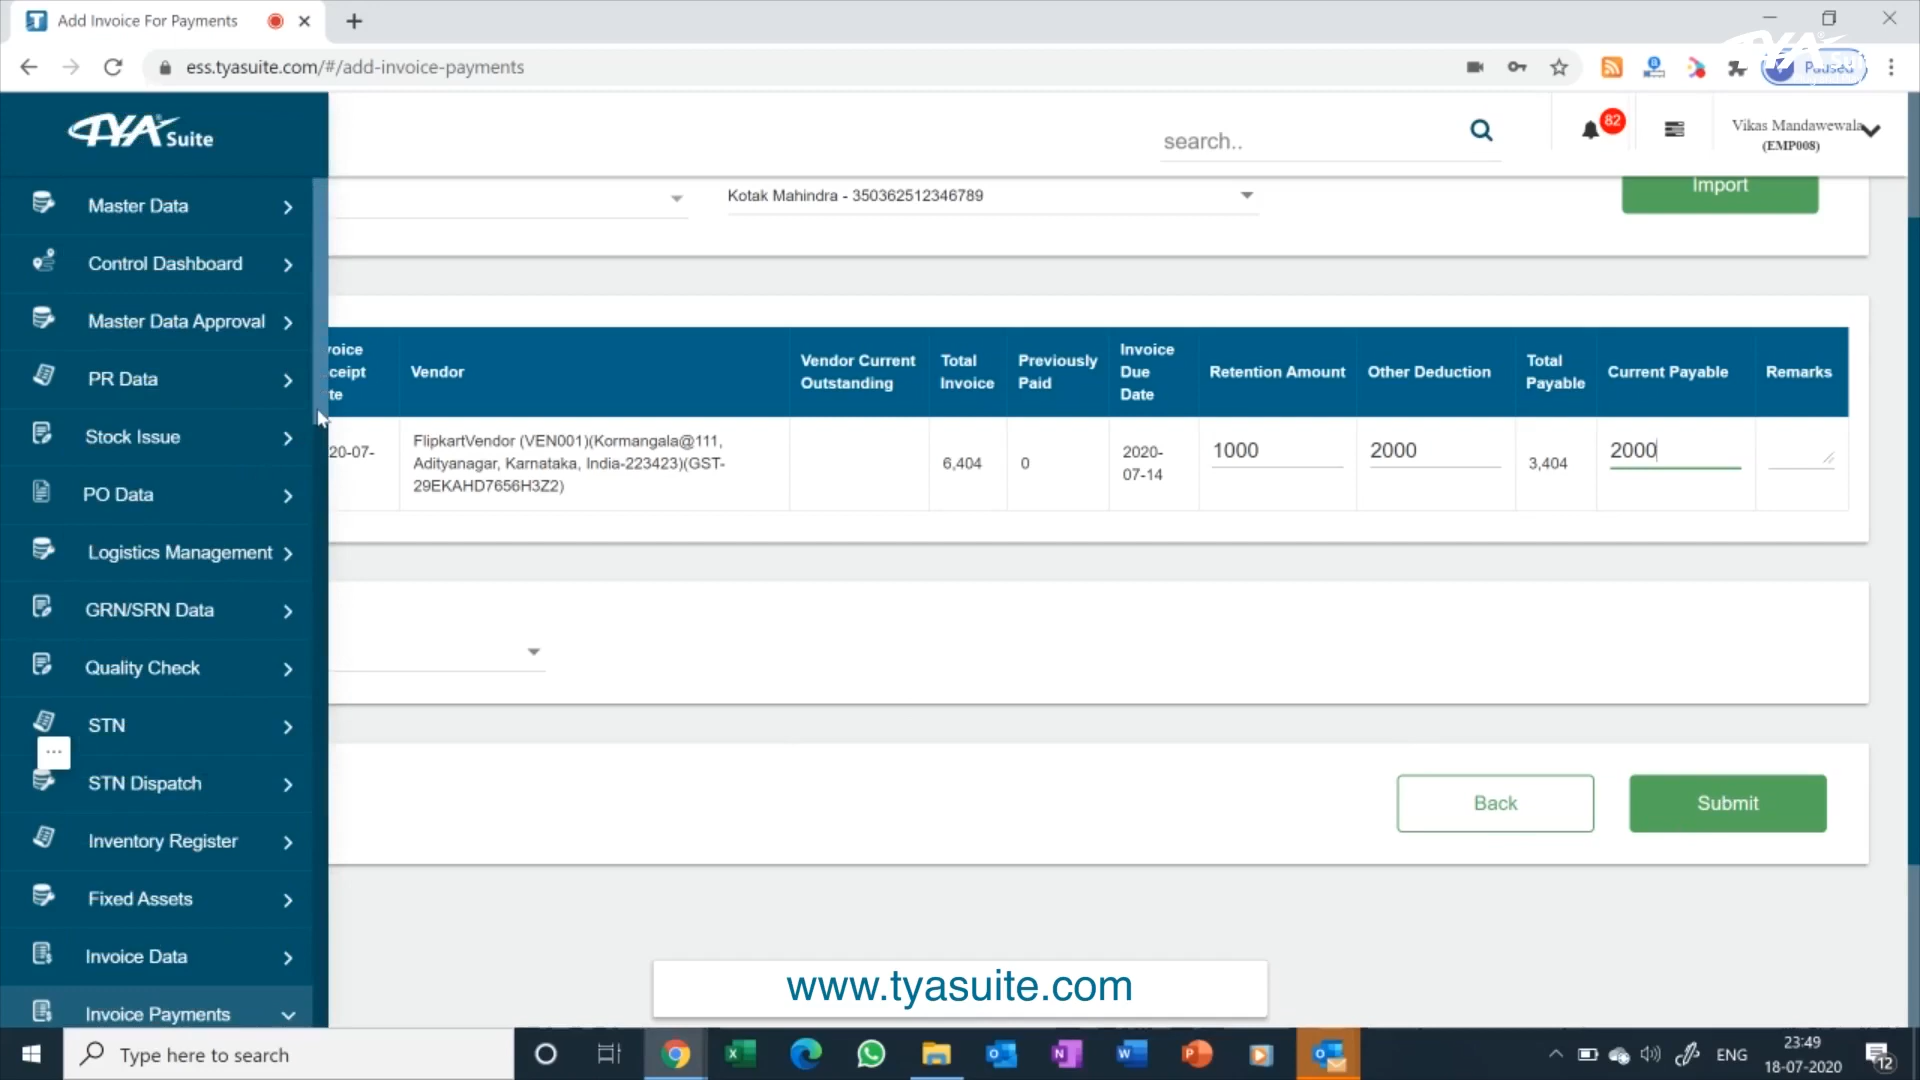 Add Invoice For Payments
ess.tyasuite.com/#/add-invoice-payments
Paused
TYA Suite
search..
82
Vikas Mandawewala
(EMP008)
Master Data
Control Dashboard
Master Data Approval
PR Data
Stock Issue
PO Data
Logistics Management
GRN/SRN Data
Quality Check
STN
STN Dispatch
Inventory Register
Fixed Assets
Invoice Data
Invoice Payments
Kotak Mahindra - 350362512346789
Import
voice
ceipt
te
Vendor
Vendor Current
Outstanding
Total
Invoice
Previously
Paid
Invoice
Due
Date
Retention Amount
Other Deduction
Total
Payable
Current Payable
Remarks
20-07-
FlipkartVendor (VEN001)(Kormangala@111,
Adityanagar, Karnataka, India-223423)(GST-
29EKAHD7656H3Z2)
6,404
0
2020-
07-14
1000
2000
3,404
2000
Back
Submit
www.tyasuite.com
Type here to search
ENG
23:49
18-07-2020
12